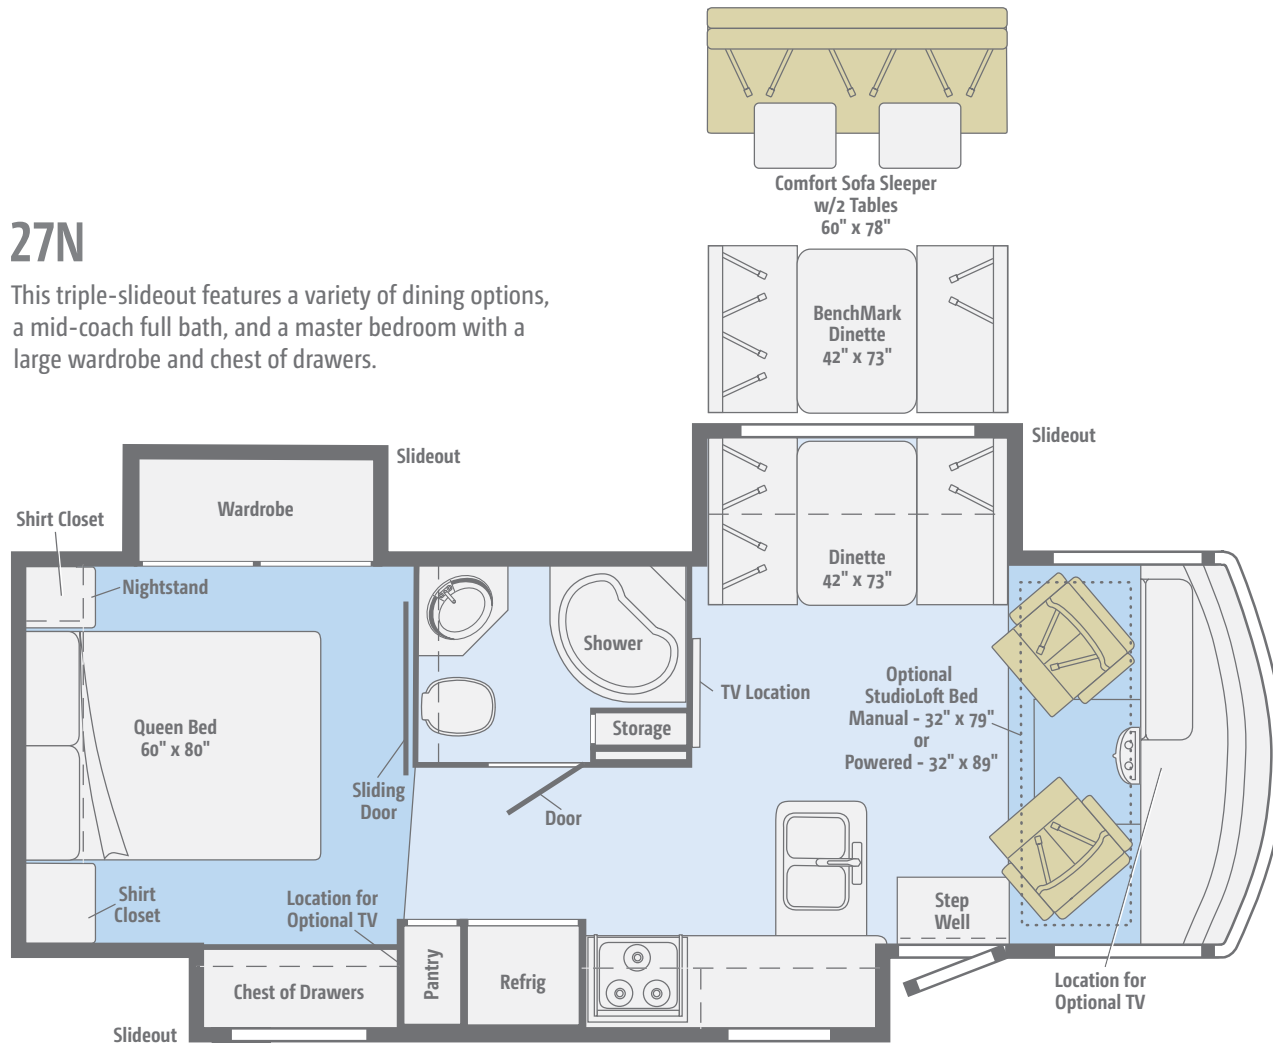 Comfort Sofa Sleeper
w/2 Tables
60" x 78"
27N
This triple-slideout features a variety of dining options,
a mid-coach full bath, and a master bedroom with a
large wardrobe and chest of drawers.
BenchMark
Dinette
42" x 73"
Slideout
Slideout
Wardrobe
Shirt Closet
Nightstand
Dinette
42" x 73"
Shower
TV Location
Optional
StudioLoft Bed
Manual - 32" x 79"
or
Powered - 32" x 89"
Queen Bed
60" x 80"
Storage
Sliding
Door
Door
Shirt
Closet
Location for
Optional TV
Step
Well
Pantry
Refrig
Chest of Drawers
Location for
Optional TV
Slideout